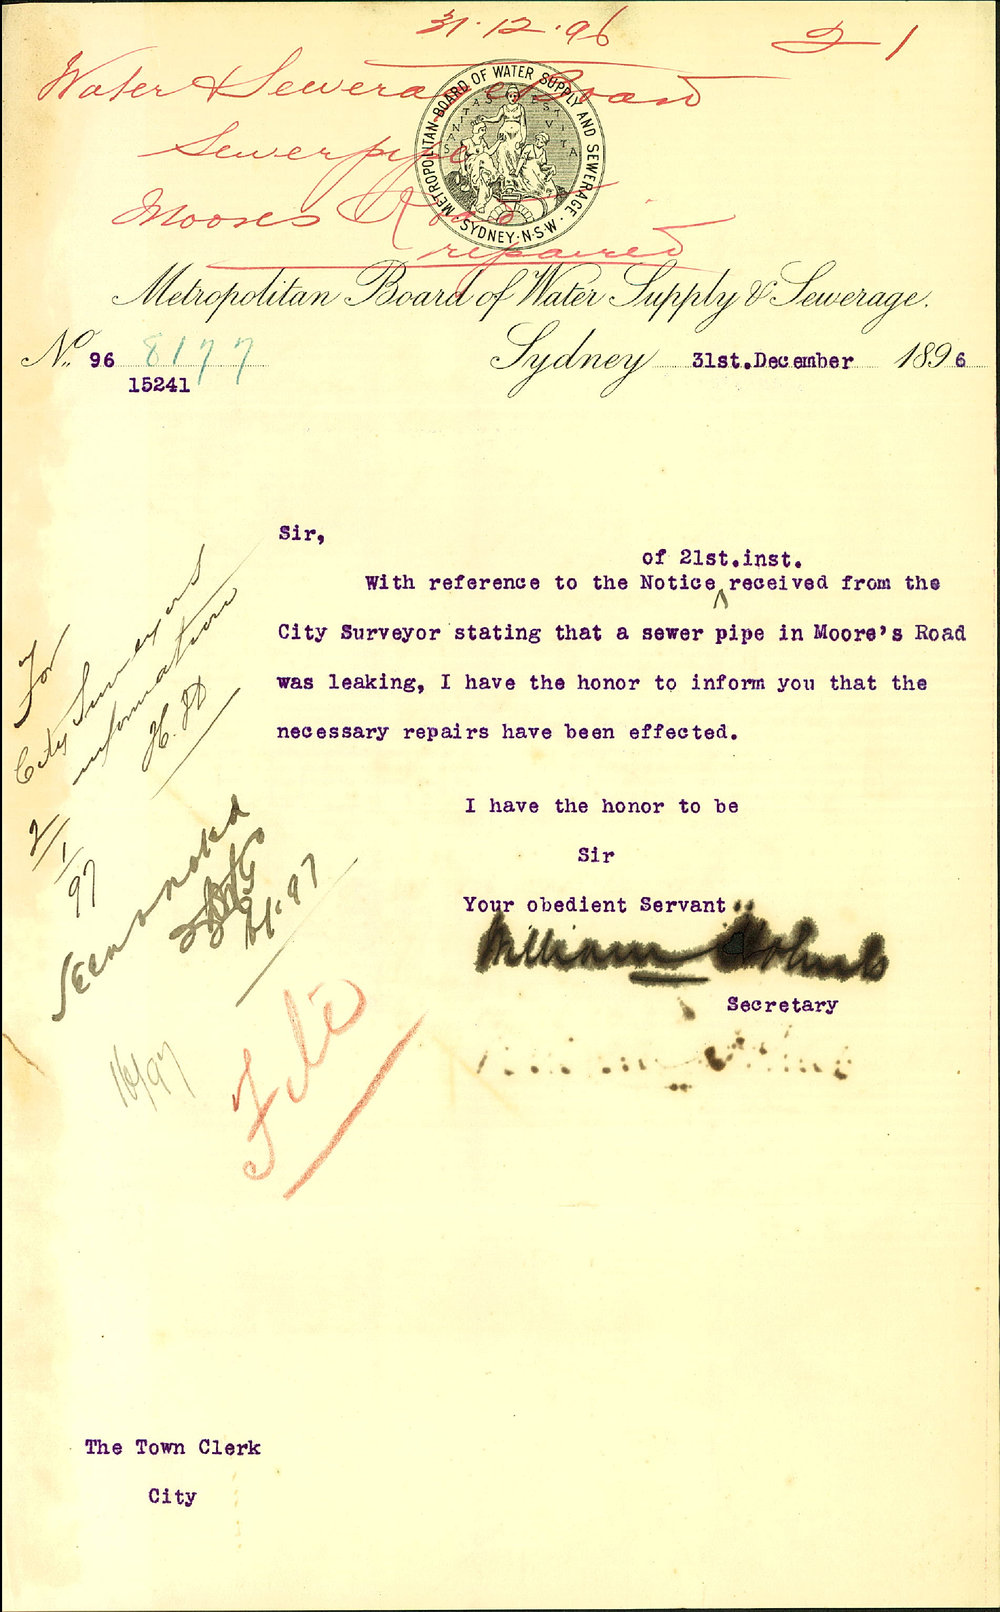 31.12.96
2 1
Water & Sewerage Board
Sewer pipe
Moores Road
repaired
METROPOLITAN BOARD OF WATER SUPPLY AND SEWERAGE.
SYDNEY·N·S·W·
SANITAS
Metropolitan Board of Water Supply & Sewerage.
No. 96 8177
15241
Sydney 31st.December 1896
Sir,
of 21st.inst.
With reference to the Notice received from the
City Surveyor stating that a sewer pipe in Moore's Road
was leaking, I have the honor to inform you that the
necessary repairs have been effected.
I have the honor to be
Sir
Your obedient Servant
William Holmes
Secretary
For
City Surveyors
information
2/1/97
Seen & noted
File
The Town Clerk
City